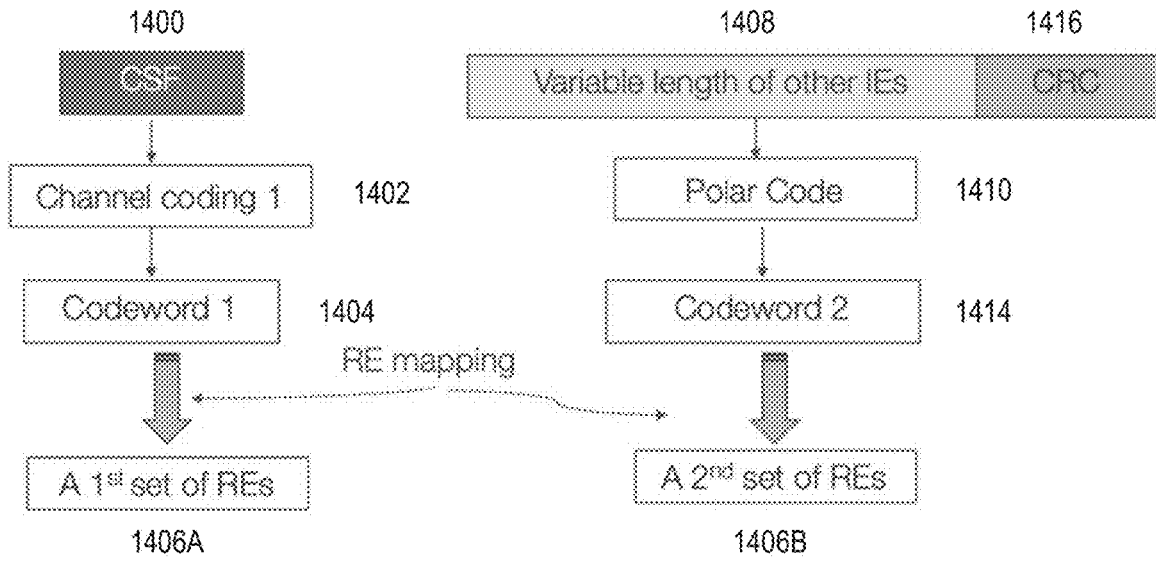 1400
1408
1416
CSF
Variable length of other IEs
CRC
Channel coding 1
1402
Polar Code
1410
Codeword 1
1404
Codeword 2
1414
RE mapping
A 1st set of REs
A 2nd set of REs
1406A
1406B